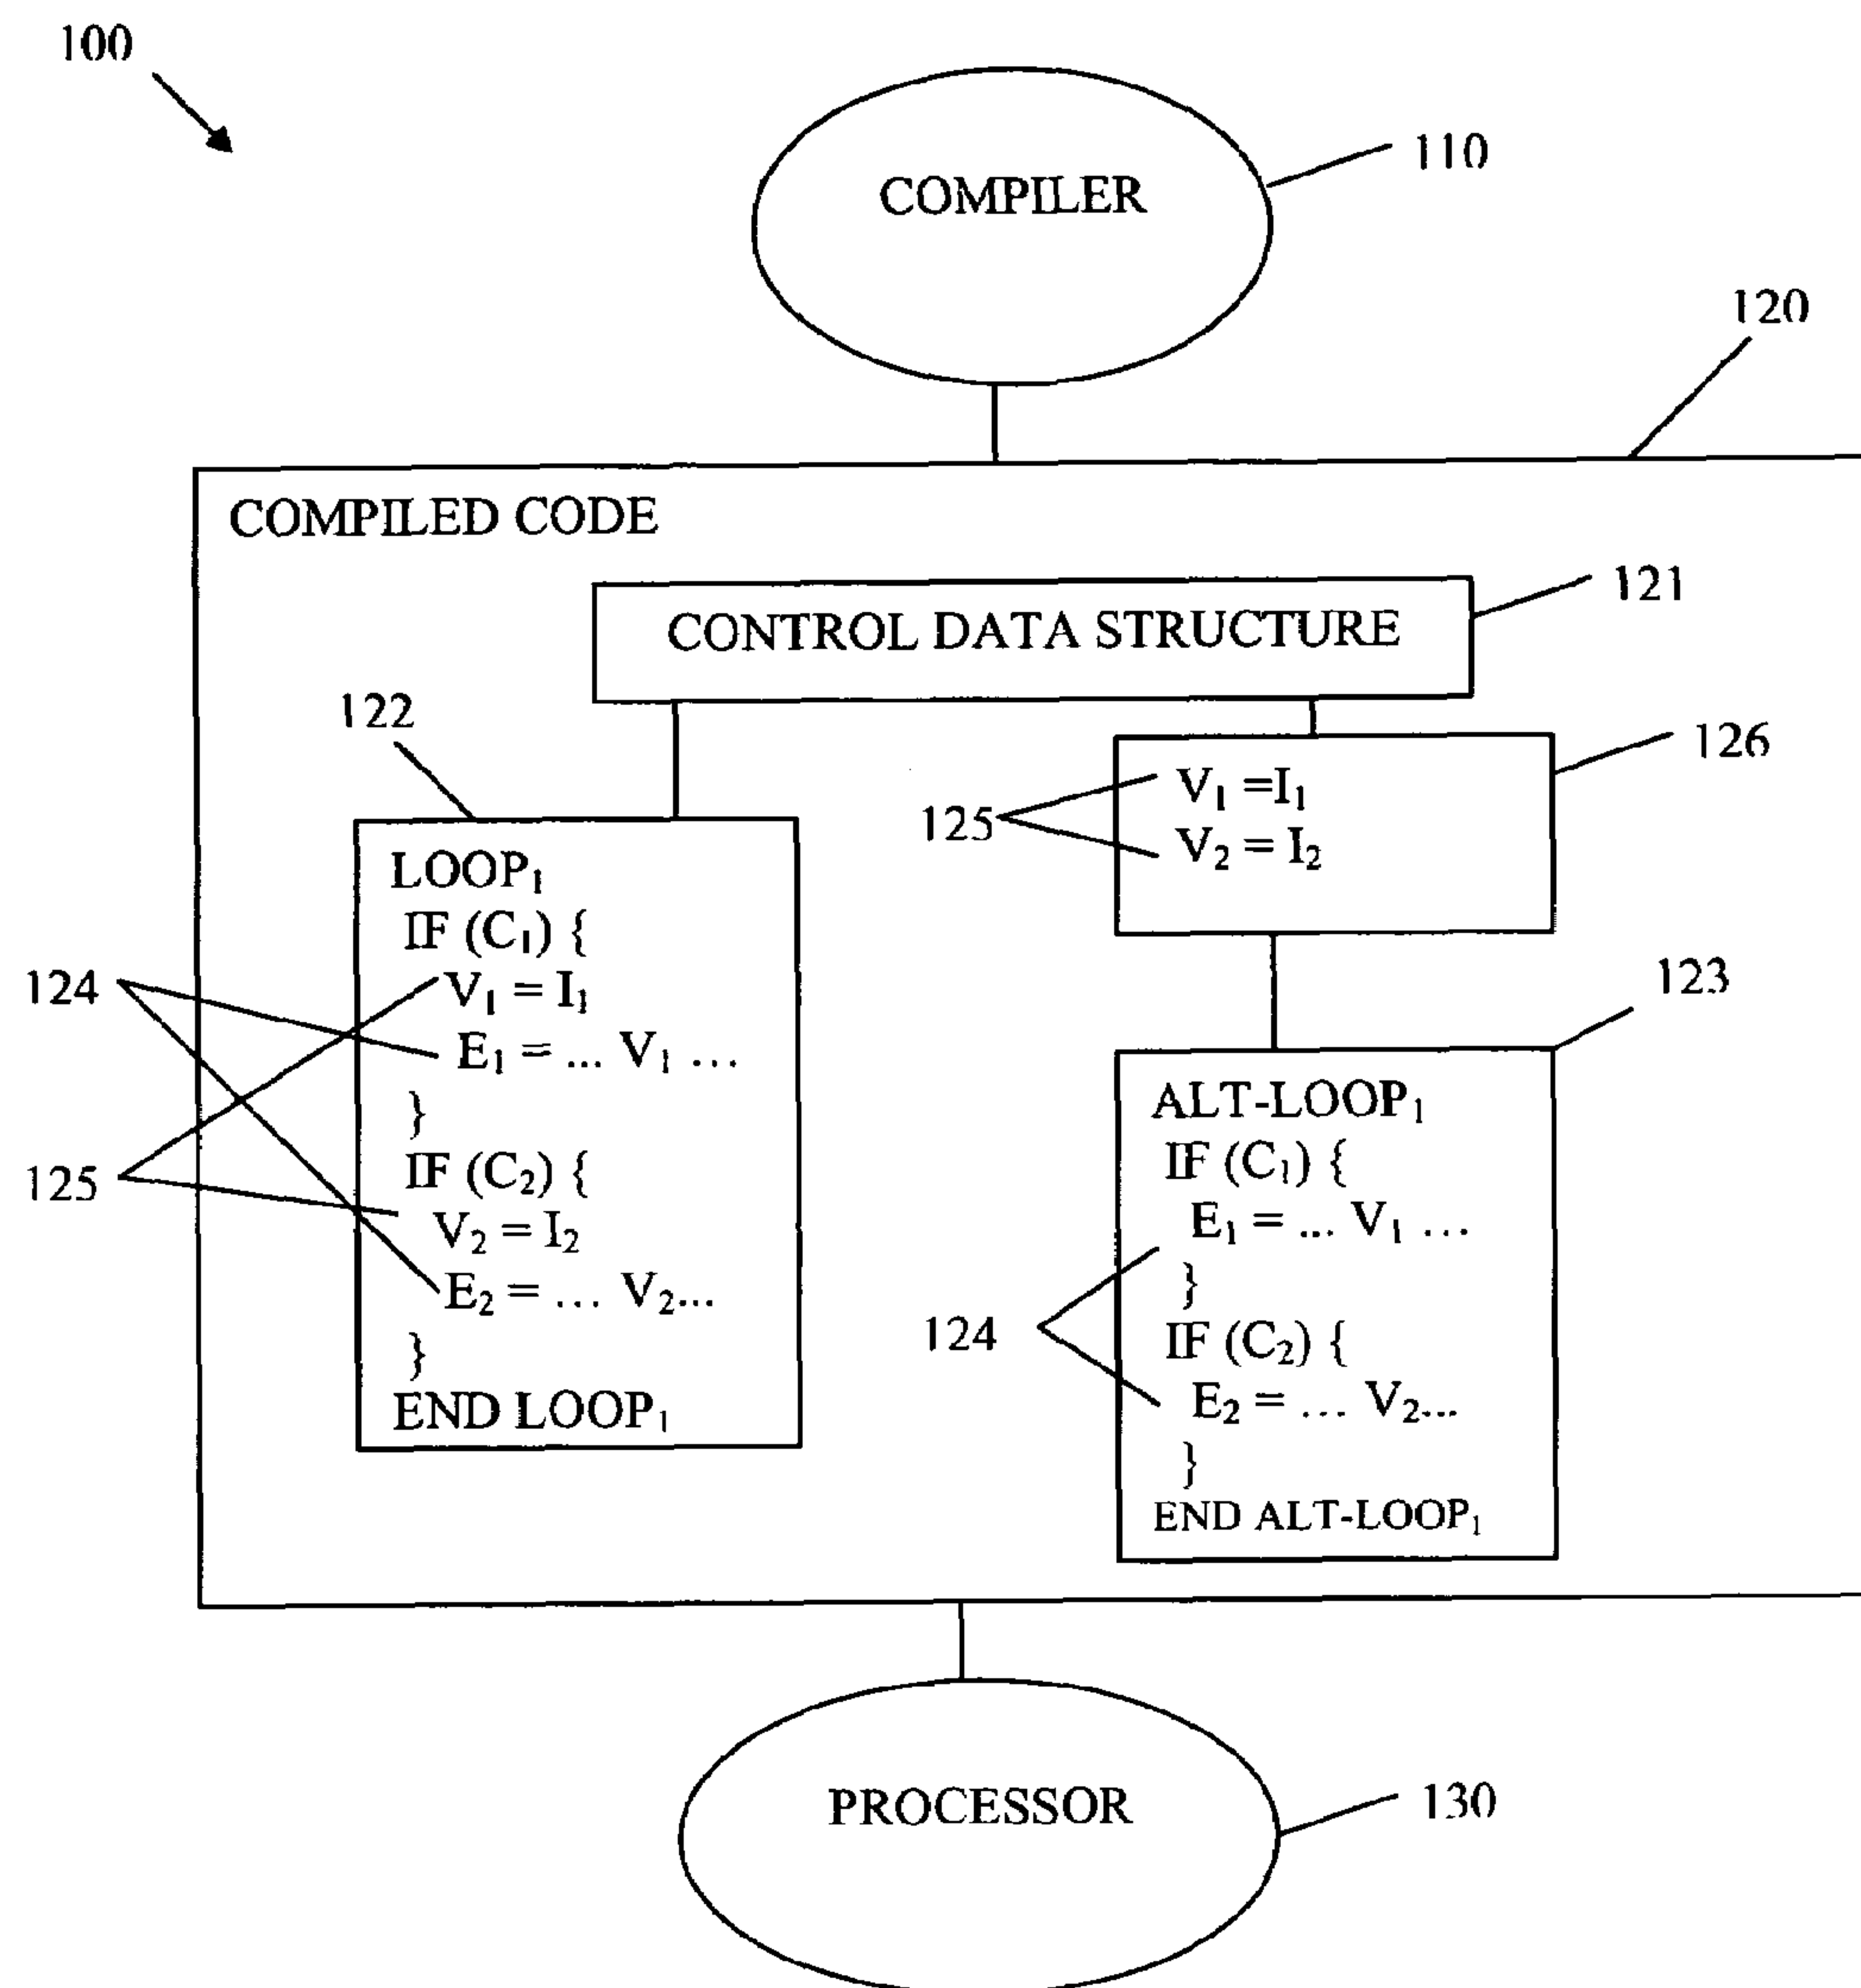 100
COMPILER
110
120
COMPILED CODE
CONTROL DATA STRUCTURE
121
122
LOOP₁
IF (C₁) {
V₁ = I₁
E₁ = ... V₁ ...
}
IF (C₂) {
V₂ = I₂
E₂ = ... V₂...
}
END LOOP₁
124
125
126
V₁ =I₁
V₂ = I₂
125
123
ALT-LOOP₁
IF (C₁) {
E₁ = ... V₁ ...
}
IF (C₂) {
E₂ = ... V₂...
}
END ALT-LOOP₁
124
PROCESSOR
130